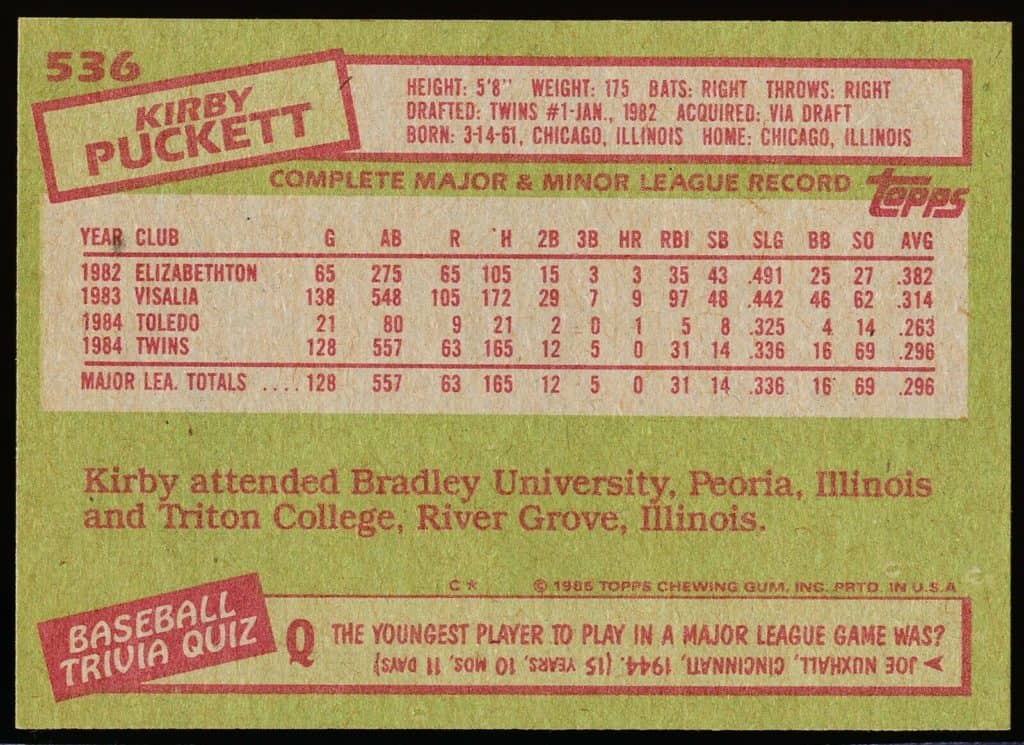 536
KIRBY
PUCKETT
HEIGHT: 5'8" WEIGHT: 175 BATS: RIGHT THROWS: RIGHT
DRAFTED: TWINS #1-JAN., 1982 ACQUIRED: VIA DRAFT
BORN: 3-14-61, CHICAGO, ILLINOIS HOME: CHICAGO, ILLINOIS
COMPLETE MAJOR & MINOR LEAGUE RECORD topps
YEAR CLUB G AB R H 2B 3B HR RBI SB SLG BB SO AVG
1982 ELIZABETHTON 65 275 65 105 15 3 3 35 43 .491 25 27 .382
1983 VISALIA 138 548 105 172 29 7 9 97 48 .442 46 62 .314
1984 TOLEDO 21 80 9 21 2 0 1 5 8 .325 4 14 .263
1984 TWINS 128 557 63 165 12 5 0 31 14 .336 16 69 .296
MAJOR LEA. TOTALS .... 128 557 63 165 12 5 0 31 14 .336 16 69 .296
Kirby attended Bradley University, Peoria, Illinois
and Triton College, River Grove, Illinois.
C* © 1985 TOPPS CHEWING GUM, INC. PRTD. IN U.S.A
BASEBALL
TRIVIA QUIZ
Q THE YOUNGEST PLAYER TO PLAY IN A MAJOR LEAGUE GAME WAS?
JOE NUXHALL, CINCINNATI, 1944. (15 YEARS, 10 MOS. 11 DAYS)